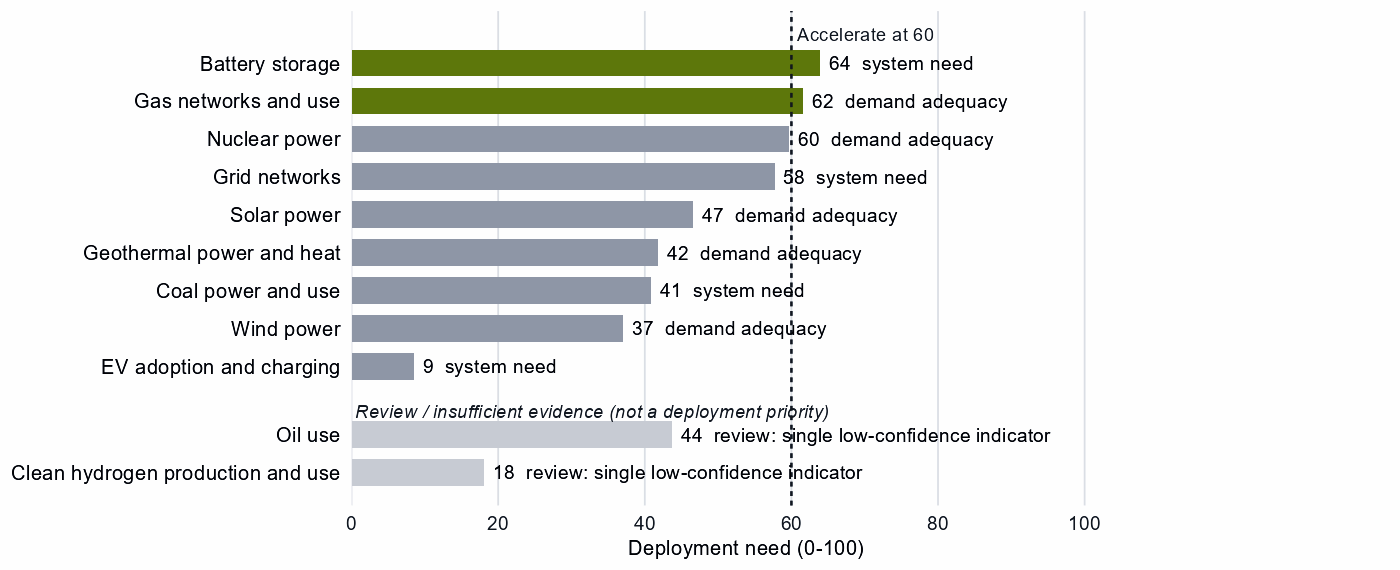 Accelerate at 60
Battery storage 64 system need
Gas networks and use 62 demand adequacy
Nuclear power 60 demand adequacy
Grid networks 58 system need
Solar power 47 demand adequacy
Geothermal power and heat 42 demand adequacy
Coal power and use 41 system need
Wind power 37 demand adequacy
EV adoption and charging 9 system need
Review / insufficient evidence (not a deployment priority)
Oil use 44 review: single low-confidence indicator
Clean hydrogen production and use 18 review: single low-confidence indicator
0 20 40 60 80 100
Deployment need (0-100)